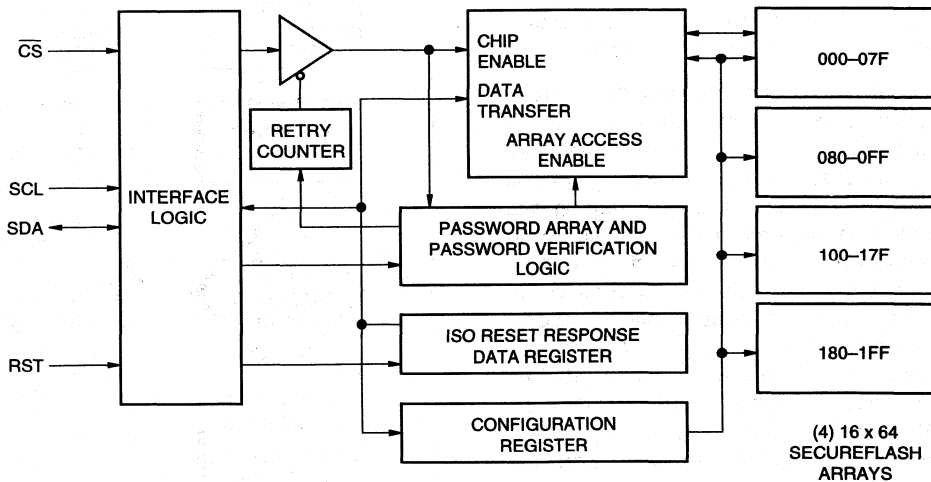 CS
SCL
SDA
RST
INTERFACE
LOGIC
RETRY
COUNTER
CHIP
ENABLE
DATA
TRANSFER
ARRAY ACCESS
ENABLE
PASSWORD ARRAY AND
PASSWORD VERIFICATION
LOGIC
ISO RESET RESPONSE
DATA REGISTER
CONFIGURATION
REGISTER
000–07F
080–0FF
100–17F
180–1FF
(4) 16 x 64
SECUREFLASH
ARRAYS